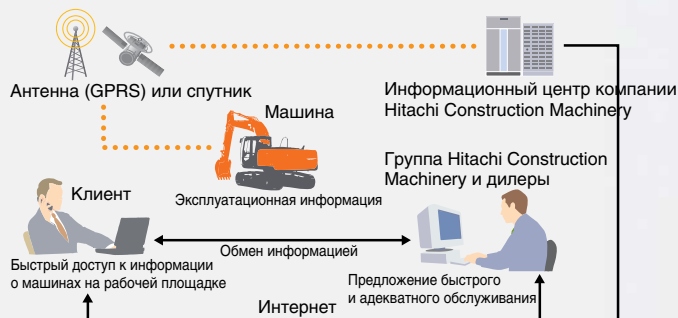 Антенна (GPRS) или спутник
Информационный центр компании
Hitachi Construction Machinery
Машина
Группа Hitachi Construction
Machinery и дилеры
Клиент
Эксплуатационная информация
Обмен информацией
Быстрый доступ к информации
о машинах на рабочей площадке
Предложение быстрого
и адекватного обслуживания
Интернет